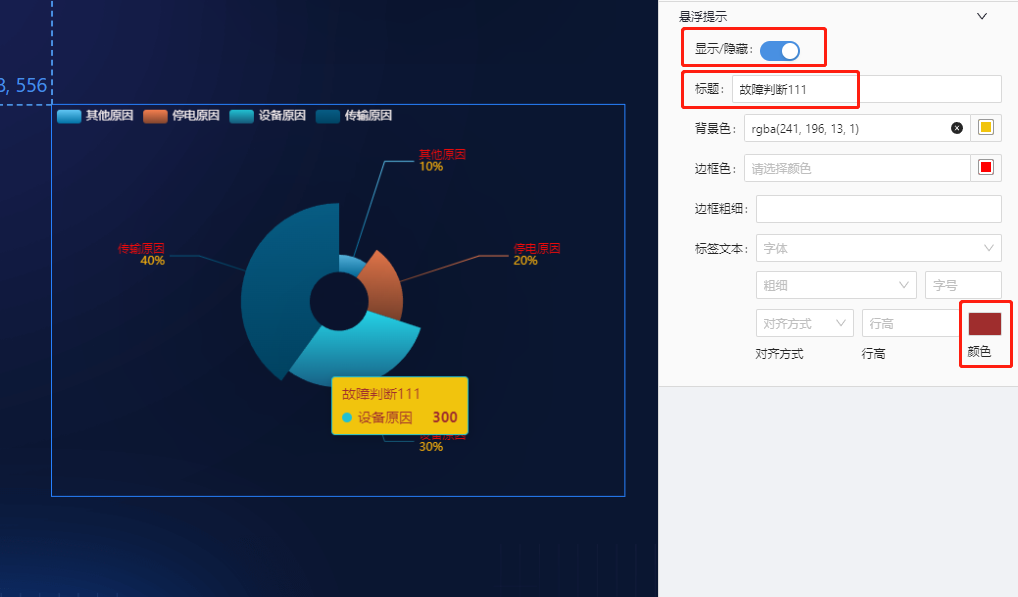 3, 556
其他原因 停电原因 设备原因 传输原因
其他原因
10%
停电原因
20%
传输原因
40%
故障判断111
设备原因 300
30%
悬浮提示
显示/隐藏：
标题： 故障判断111
背景色： rgba(241, 196, 13, 1)
边框色： 请选择颜色
边框粗细：
标签文本： 字体
粗细 字号
对齐方式 行高
对齐方式 行高 颜色